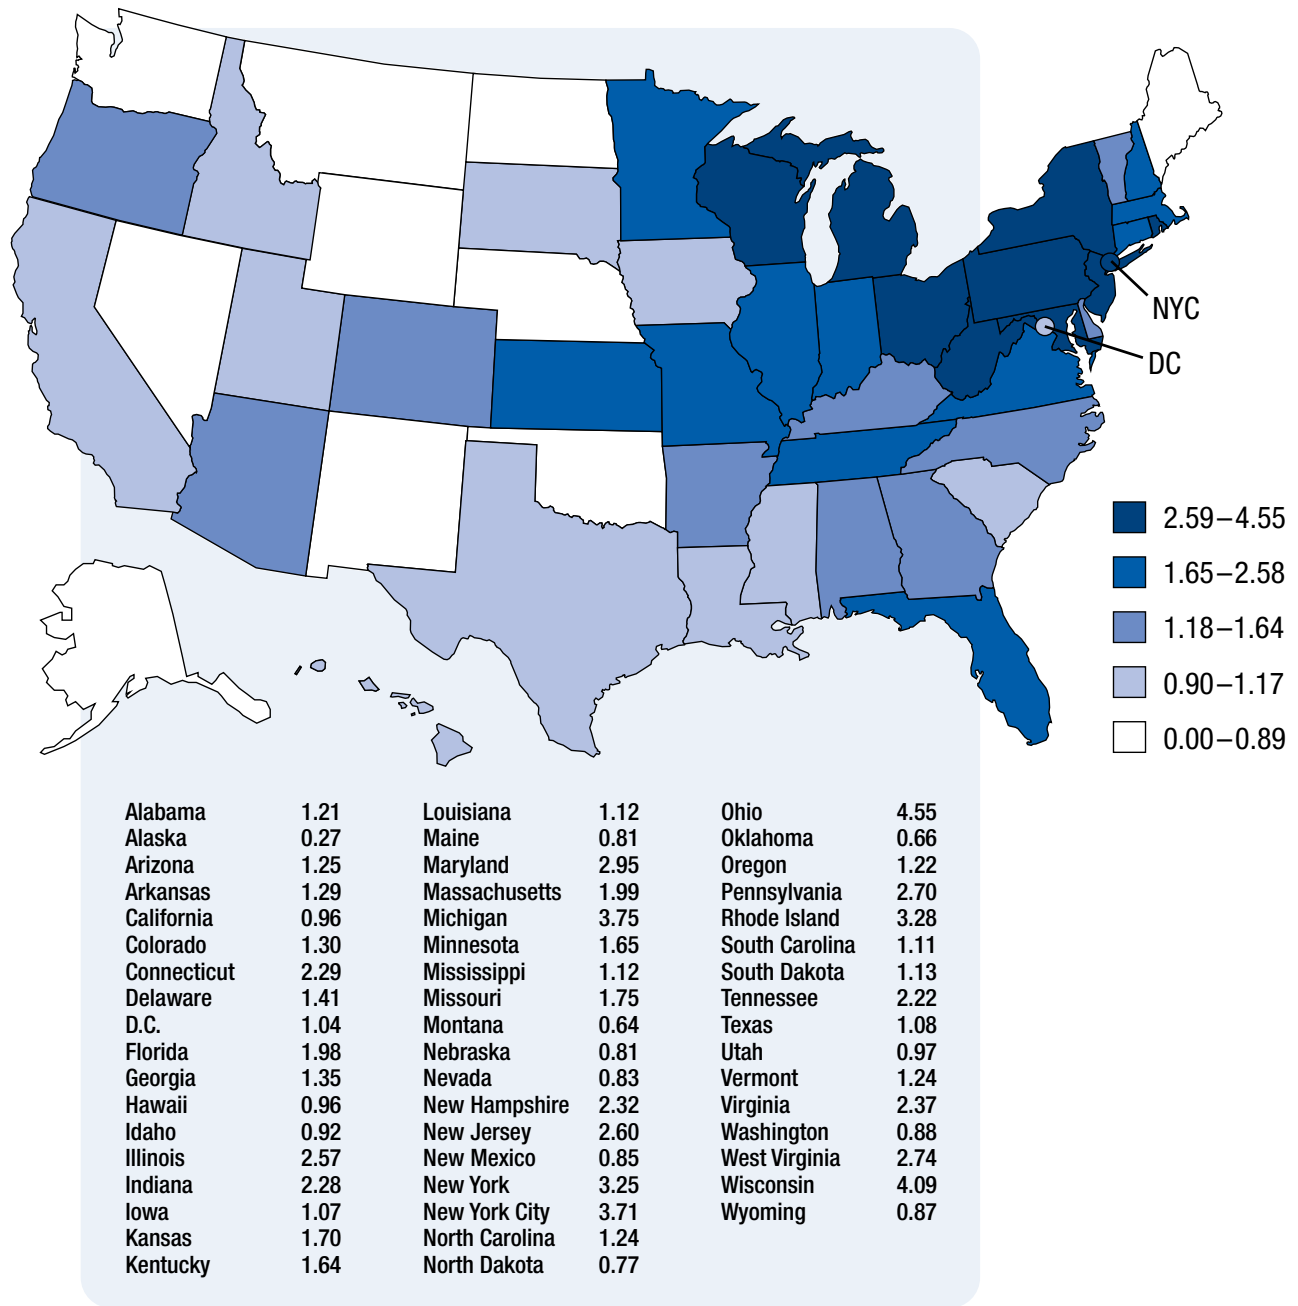 NYC
DC
2.59–4.55
1.65–2.58
1.18–1.64
0.90–1.17
0.00–0.89
Alabama 1.21
Alaska 0.27
Arizona 1.25
Arkansas 1.29
California 0.96
Colorado 1.30
Connecticut 2.29
Delaware 1.41
D.C. 1.04
Florida 1.98
Georgia 1.35
Hawaii 0.96
Idaho 0.92
Illinois 2.57
Indiana 2.28
Iowa 1.07
Kansas 1.70
Kentucky 1.64
Louisiana 1.12
Maine 0.81
Maryland 2.95
Massachusetts 1.99
Michigan 3.75
Minnesota 1.65
Mississippi 1.12
Missouri 1.75
Montana 0.64
Nebraska 0.81
Nevada 0.83
New Hampshire 2.32
New Jersey 2.60
New Mexico 0.85
New York 3.25
New York City 3.71
North Carolina 1.24
North Dakota 0.77
Ohio 4.55
Oklahoma 0.66
Oregon 1.22
Pennsylvania 2.70
Rhode Island 3.28
South Carolina 1.11
South Dakota 1.13
Tennessee 2.22
Texas 1.08
Utah 0.97
Vermont 1.24
Virginia 2.37
Washington 0.88
West Virginia 2.74
Wisconsin 4.09
Wyoming 0.87